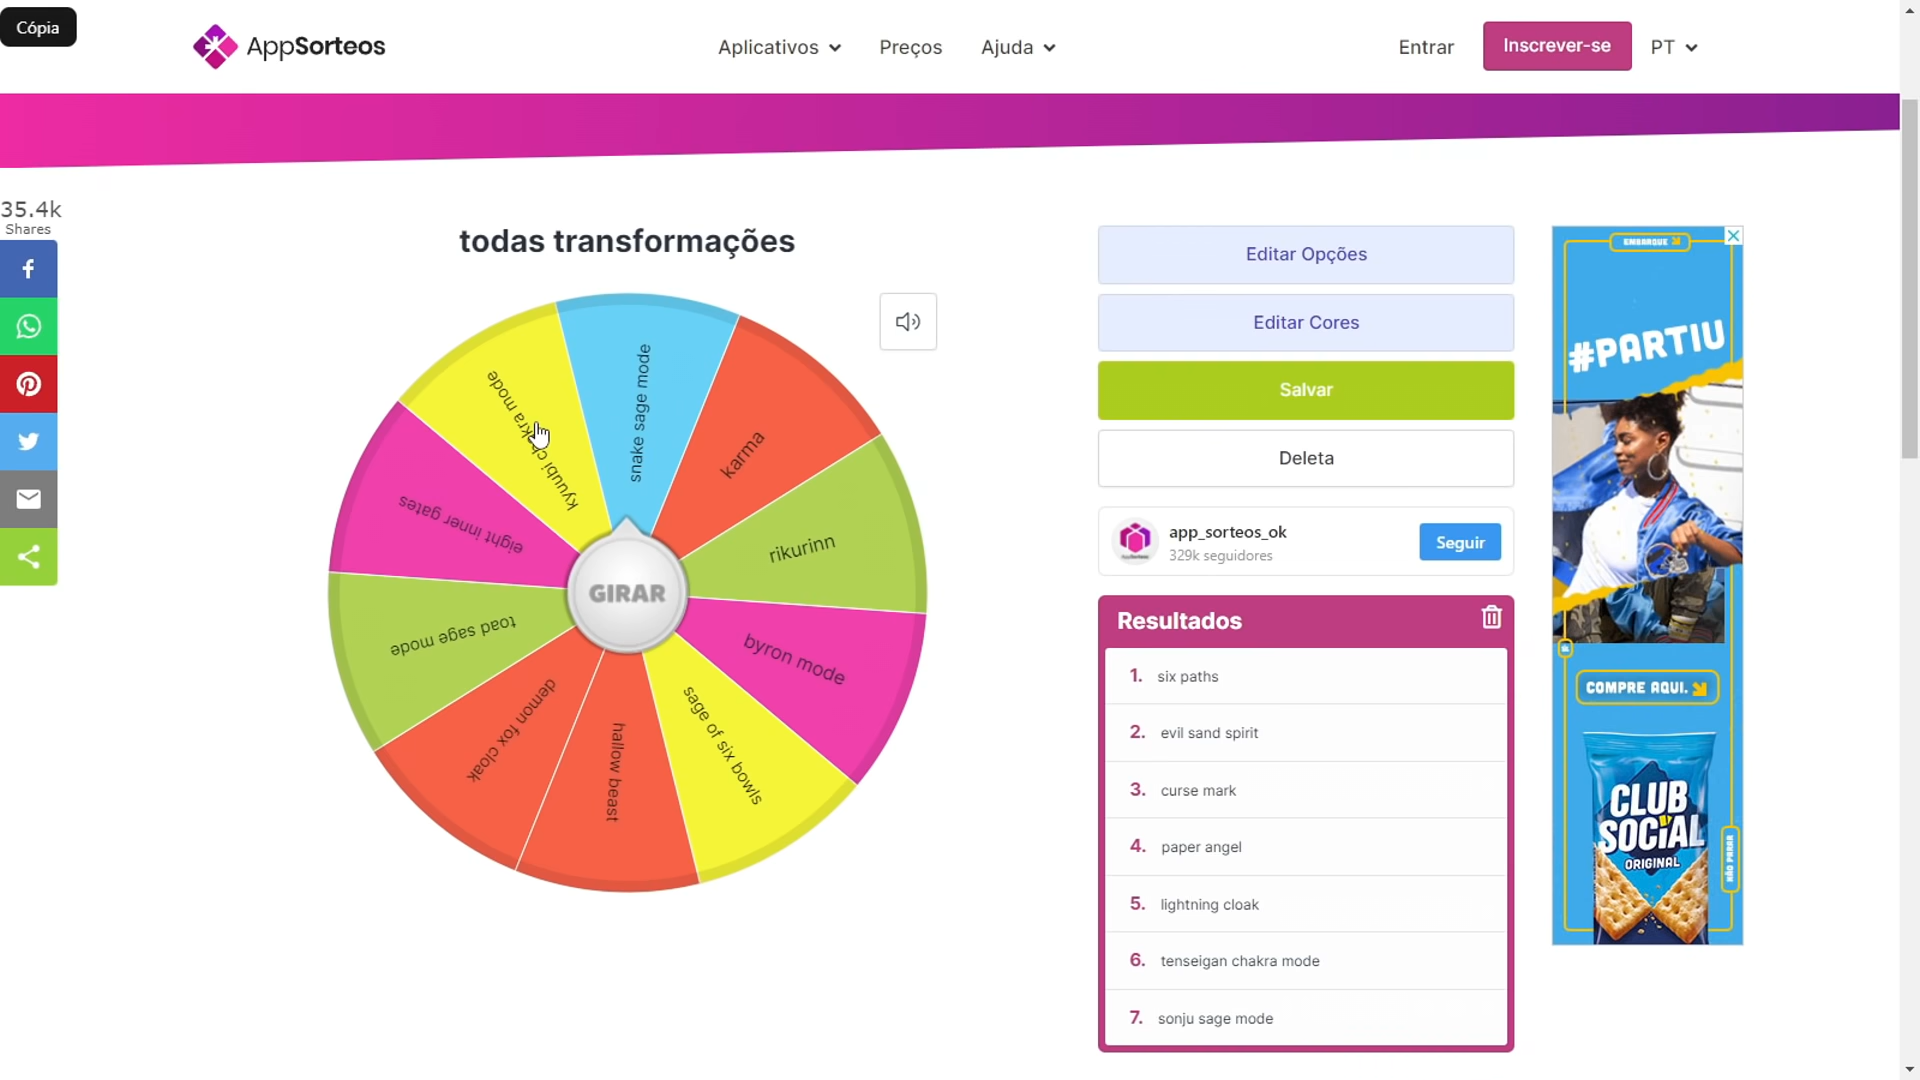 Cópia
AppSorteos
Aplicativos
Preços
Ajuda
Entrar
Inscrever-se
PT
35.4k
Shares
todas transformações
snake sage mode
karma
rikurinn
byron mode
sage of six bowls
hallow beast
demon fox cloak
toad sage mode
eight inner gates
kyuubi chakra mode
GIRAR
Editar Opções
Editar Cores
Salvar
Deleta
app_sorteos_ok
329k seguidores
Seguir
Resultados
1. six paths
2. evil sand spirit
3. curse mark
4. paper angel
5. lightning cloak
6. tenseigan chakra mode
7. sonju sage mode
EMBARQUE
#PARTIU
COMPRE AQUI.
CLUB
SOCIAL
ORIGINAL
NÃO PARAR